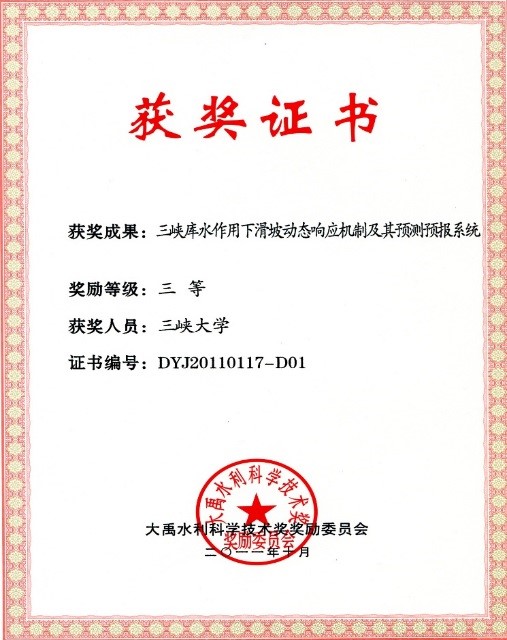 获奖证书
获奖成果：三峡库水作用下滑坡动态响应机制及其预测预报系统
奖励等级：三 等
获奖人员：三峡大学
证书编号：DYJ20110117-D01
大禹水利科学技术奖
奖励委员会
大禹水利科学技术奖奖励委员会
二〇一一年十月